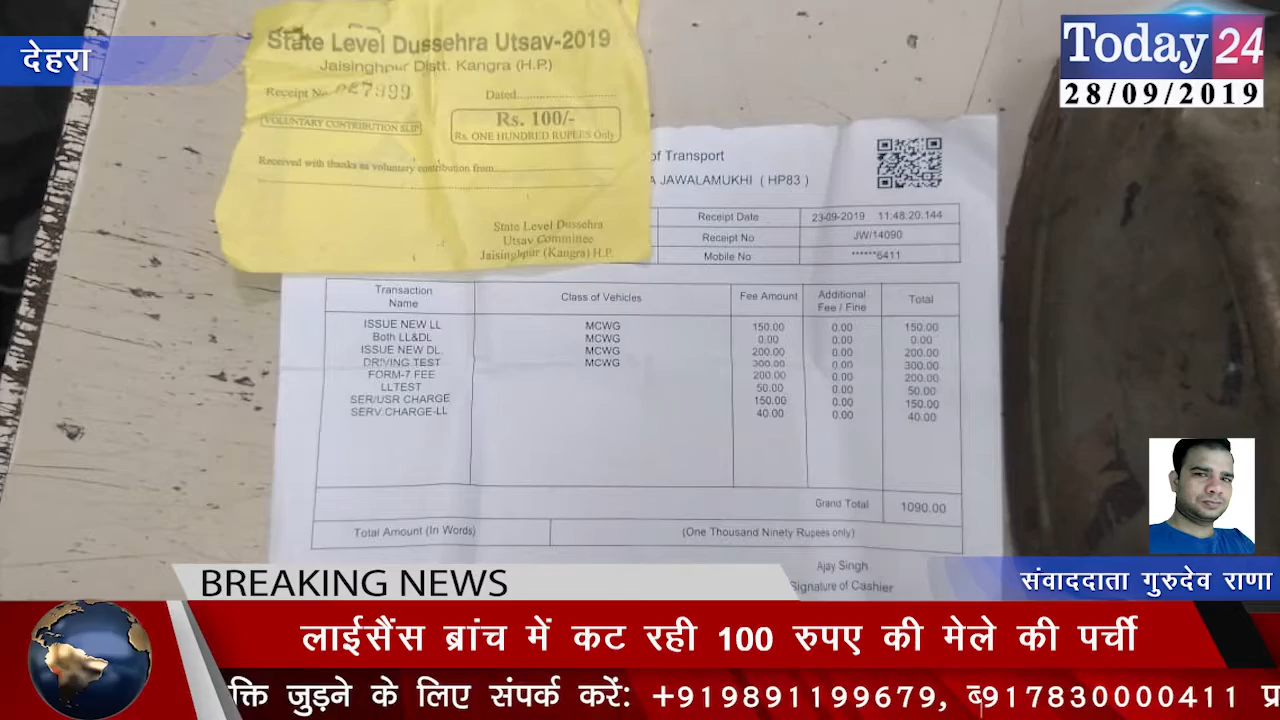 देहरा
Today 24
28/09/2019
State Level Dussehra Utsav-2019
Jaisinghpur Distt. Kangra (H.P.)
Receipt No.
Dated
VOLUNTARY CONTRIBUTION SLIP
Rs. 100/-
Rs. ONE HUNDRED RUPEES Only
Received with thanks as voluntary contribution from
State Level Dussehra
Utsav Committee
Jaisinghpur (Kangra) H.P.
of Transport
A JAWALAMUKHI ( HP83 )
Receipt Date 23-09-2019 11:48:20.144
Receipt No JW/14090
Mobile No ******6411
Transaction Name Class of Vehicles Fee Amount Additional Fee / Fine Total
ISSUE NEW LL MCWG 150.00 0.00 150.00
Both LL&DL MCWG 0.00 0.00 0.00
ISSUE NEW DL MCWG 200.00 0.00 200.00
DRIVING TEST MCWG 300.00 0.00 300.00
FORM-7 FEE 200.00 0.00 200.00
LLTEST 50.00 0.00 50.00
SER/USR CHARGE 150.00 0.00 150.00
SERV.CHARGE-LL 40.00 0.00 40.00
Grand Total 1090.00
Total Amount (In Words) (One Thousand Ninety Rupees only)
Ajay Singh
Signature of Cashier
संवाददाता गुरुदेव राणा
BREAKING NEWS
लाईसैंस ब्रांच में कट रही 100 रुपए की मेले की पर्ची
क्ति जुड़ने के लिए संपर्क करें: +919891199679, ब्917830000411 प्र